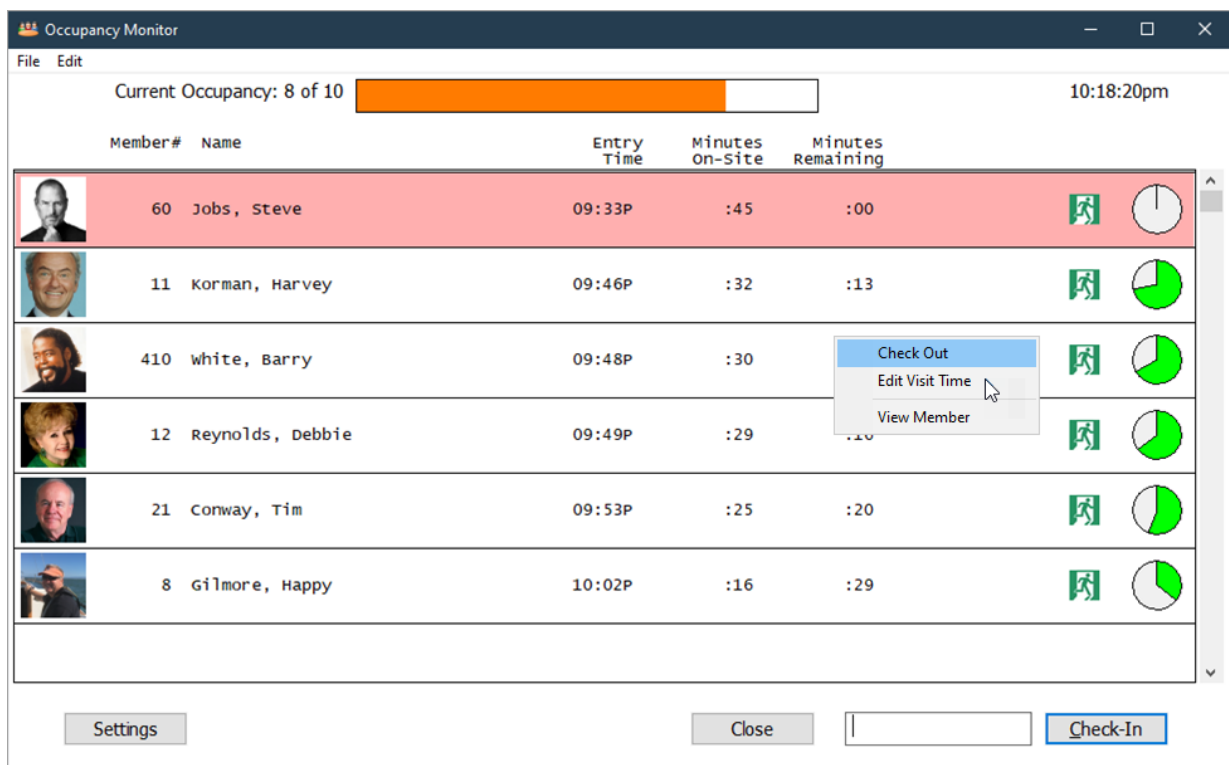 Occupancy Monitor
File Edit
Current Occupancy: 8 of 10 10:18:20pm
Member# Name Entry Time Minutes On-Site Minutes Remaining
60 Jobs, Steve 09:33P :45 :00
11 Korman, Harvey 09:46P :32 :13
410 White, Barry 09:48P :30
Check Out
Edit Visit Time
View Member
12 Reynolds, Debbie 09:49P :29
21 Conway, Tim 09:53P :25 :20
8 Gilmore, Happy 10:02P :16 :29
Settings Close Check-In